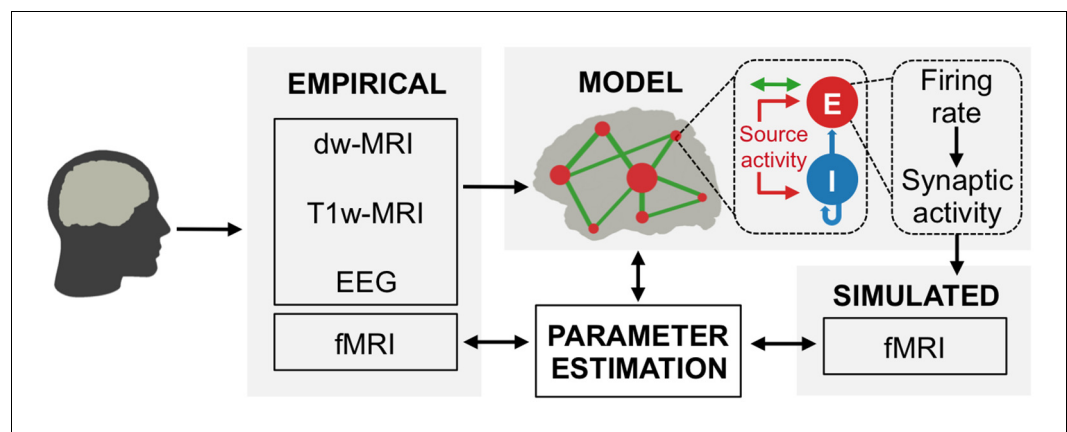 EMPIRICAL
dw-MRI
T1w-MRI
EEG
fMRI
MODEL
E
Source
activity
I
Firing
rate
Synaptic
activity
PARAMETER
ESTIMATION
SIMULATED
fMRI